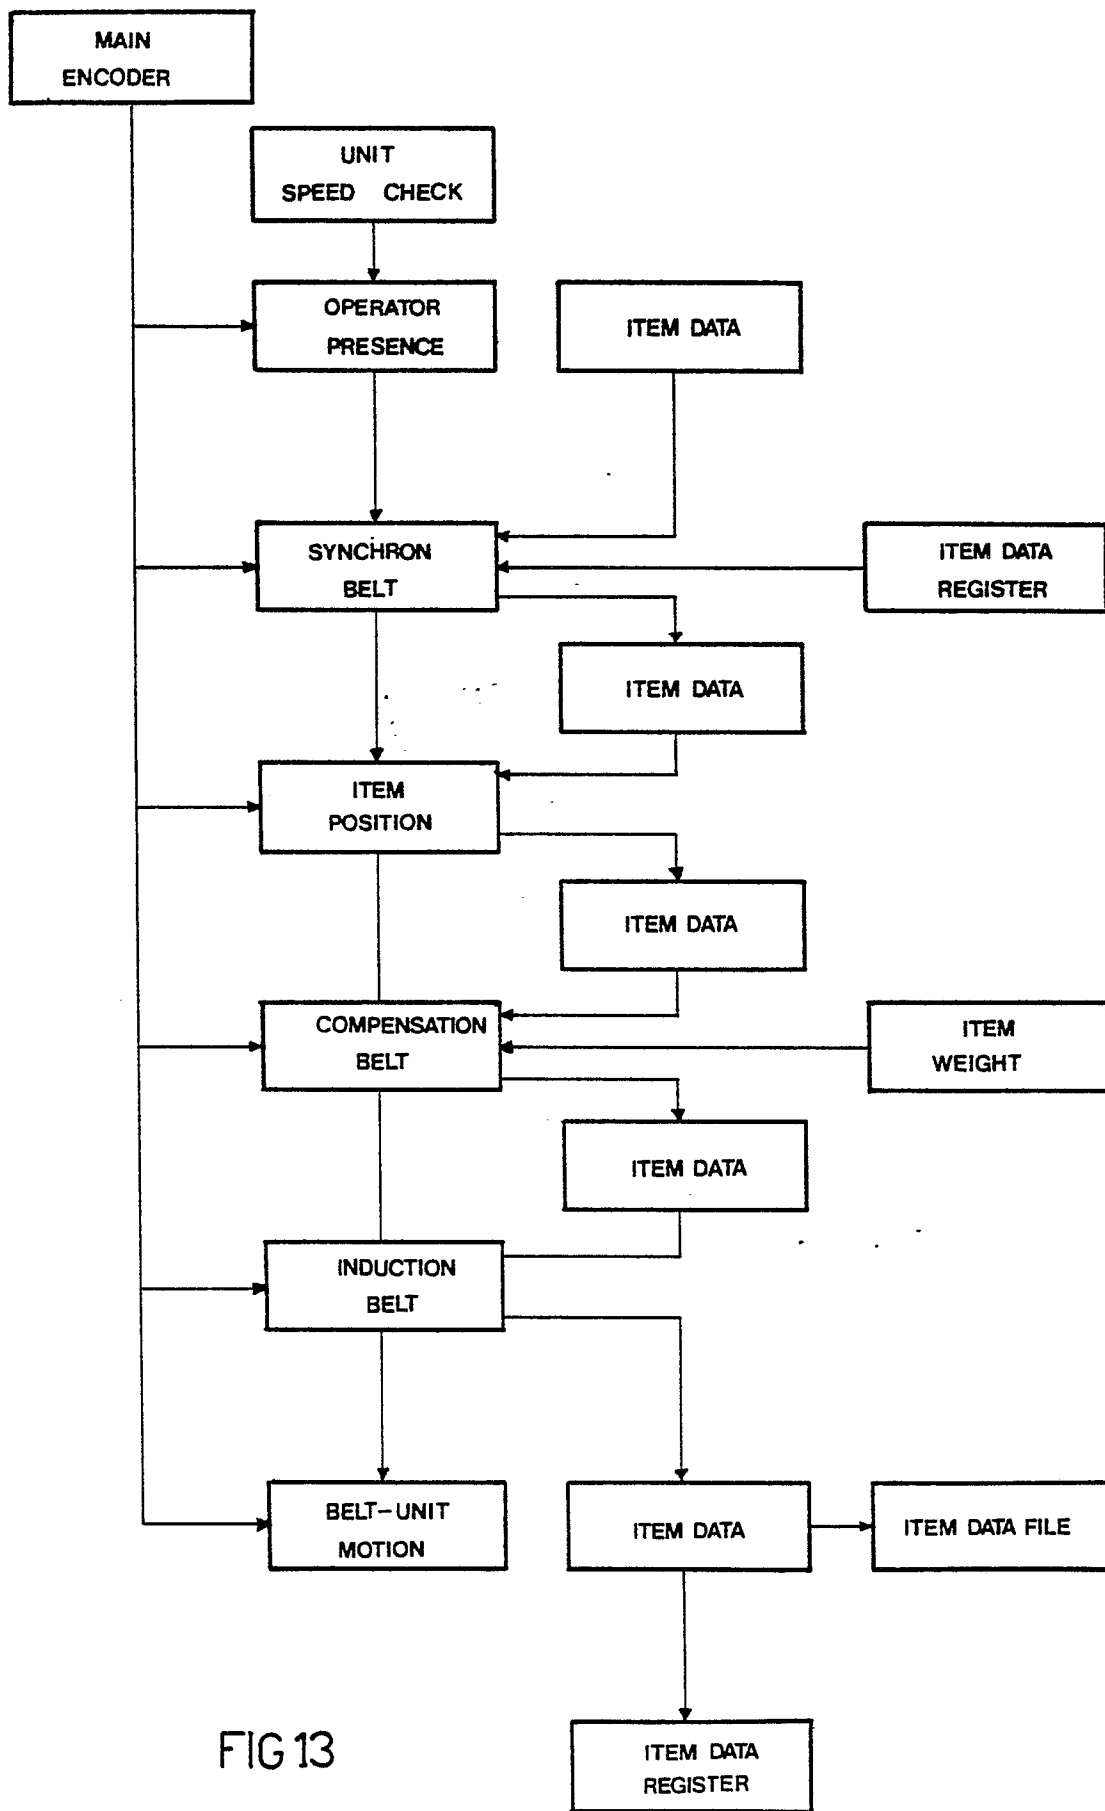 MAIN
ENCODER
UNIT
SPEED CHECK
OPERATOR
PRESENCE
ITEM DATA
SYNCHRON
BELT
ITEM DATA
REGISTER
ITEM DATA
ITEM
POSITION
ITEM DATA
COMPENSATION
BELT
ITEM
WEIGHT
ITEM DATA
INDUCTION
BELT
BELT-UNIT
MOTION
ITEM DATA
ITEM DATA FILE
ITEM DATA
REGISTER
FIG 13